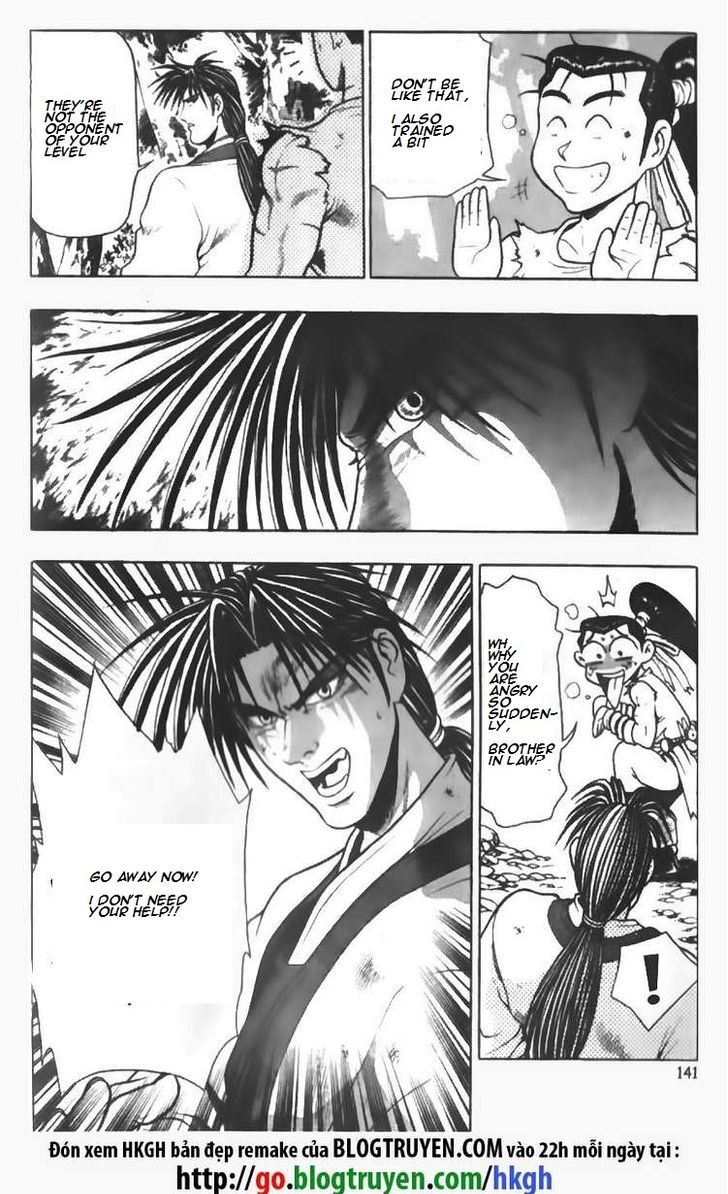 DON'T BE
LIKE THAT,
I ALSO
TRAINED
A BIT
THEY'RE
NOT THE
OPPONENT
OF YOUR
LEVEL
WH,
WHY
YOU
ARE
ANGRY
SO
SUDDEN-
LY,
BROTHER
IN LAW?
!
GO AWAY NOW!
I DON'T NEED
YOUR HELP!!
141
Đón xem HKGH bản đẹp remake của BLOGTRUYEN.COM vào 22h mỗi ngày tại :
http://go.blogtruyen.com/hkgh